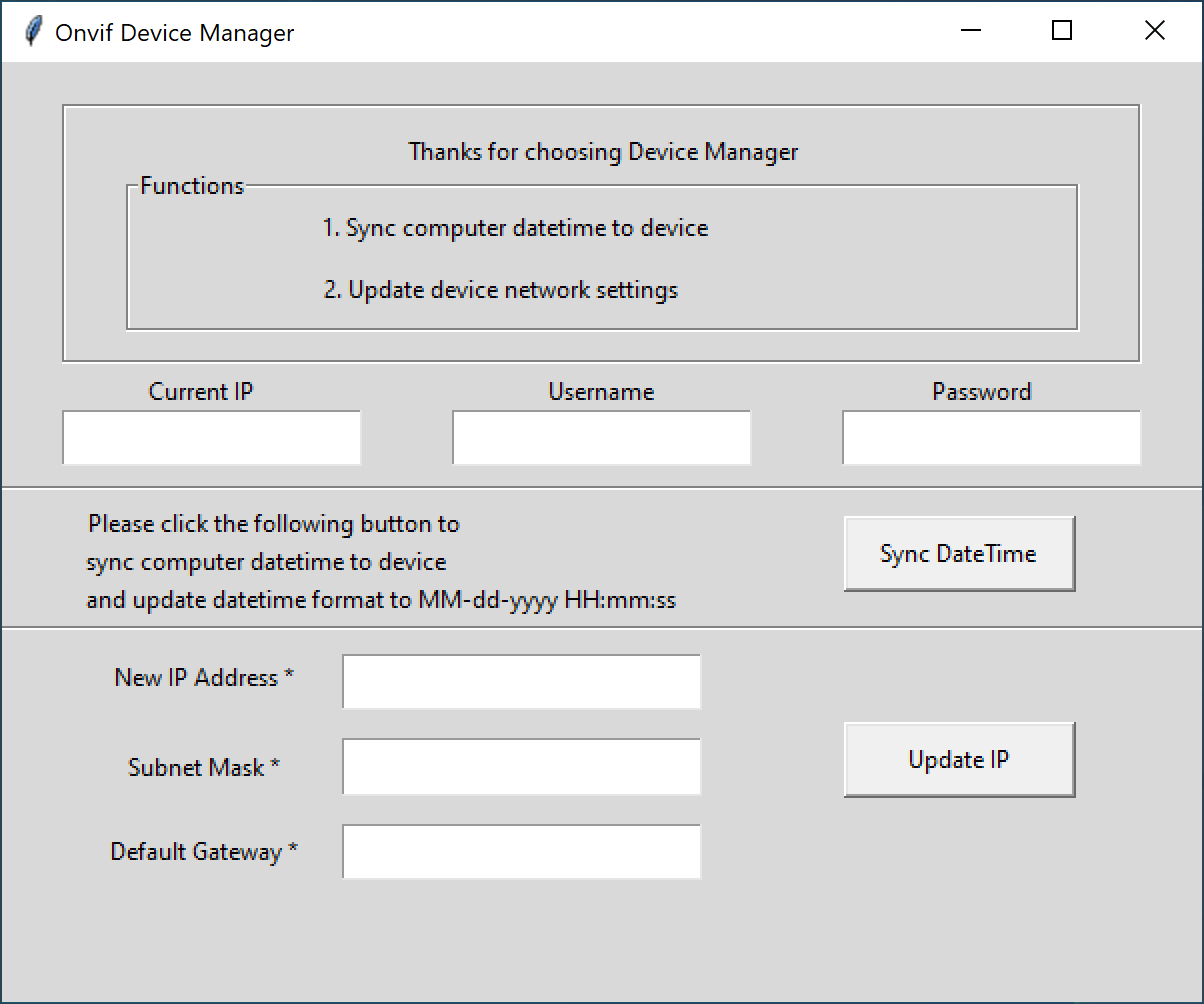 Onvif Device Manager
Thanks for choosing Device Manager
Functions
1. Sync computer datetime to device
2. Update device network settings
Current IP Username Password
Please click the following button to
sync computer datetime to device
and update datetime format to MM-dd-yyyy HH:mm:ss
Sync DateTime
New IP Address *
Subnet Mask *
Default Gateway *
Update IP